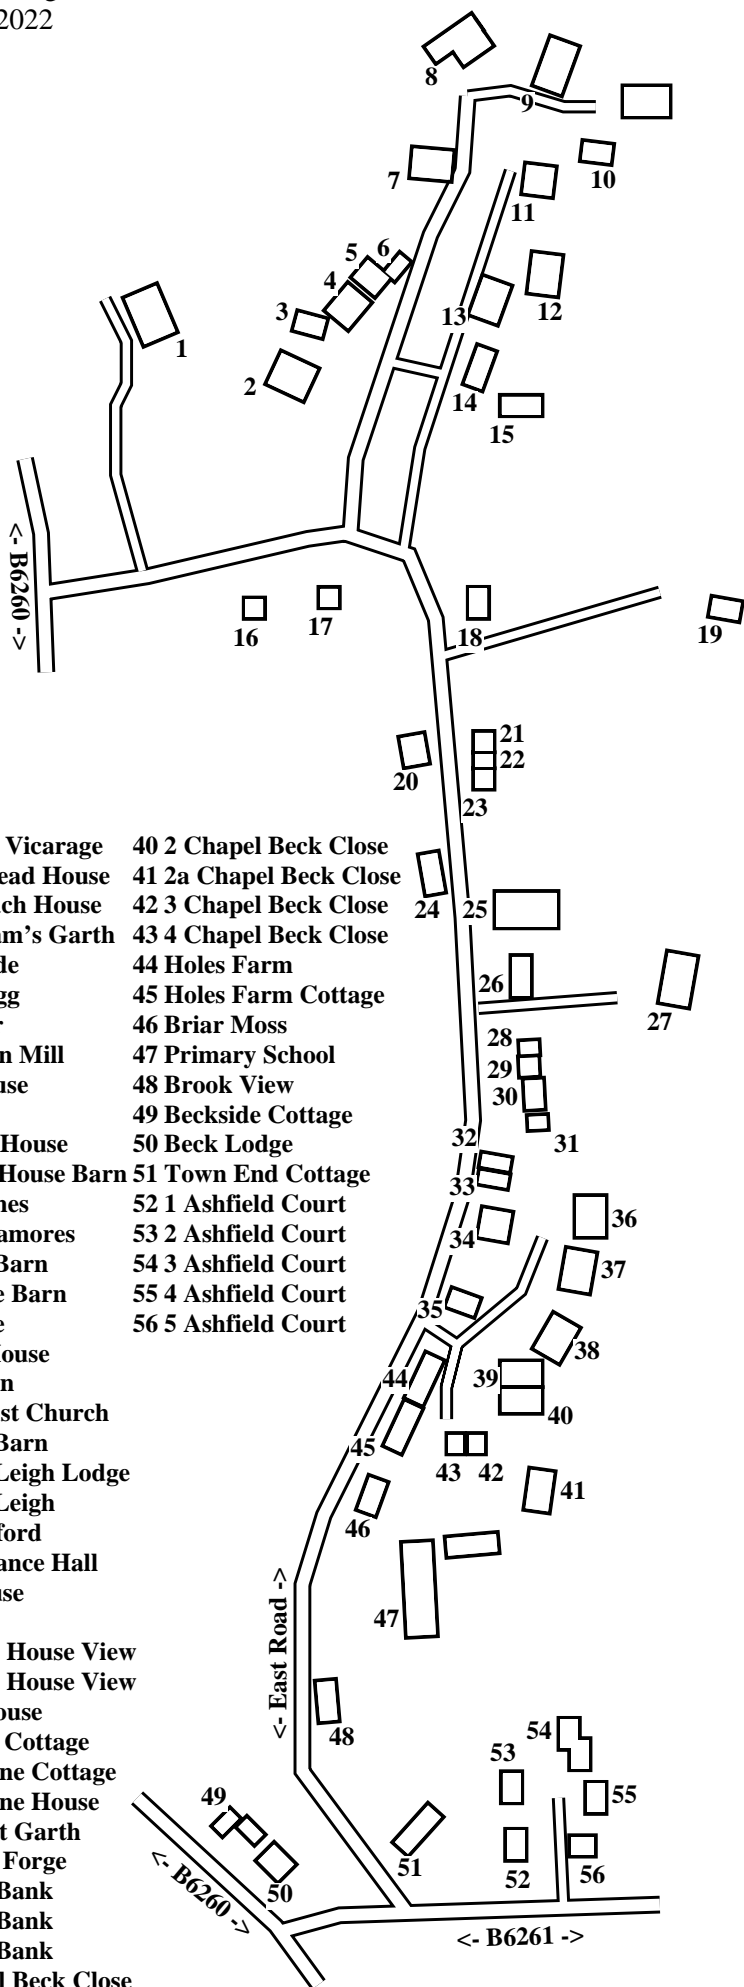 2022
8
9
7
10
11
5
6
4
12
3
13
1
2
14
15
<- B6260 ->
16
17
18
19
21
22
20
23
24
25
26
27
28
29
30
31
32
33
34
36
37
35
38
44
39
40
45
43
42
41
46
47
<- East Road ->
48
54
53
55
49
51
52
56
50
<- B6260 ->
<- B6261 ->
Vicarage
ead House
ch House
m's Garth
de
gg
r
n Mill
use
House
House Barn
nes
amores
Barn
e Barn
e
ouse
n
st Church
Barn
Leigh Lodge
Leigh
ford
ance Hall
use
House View
House View
ouse
Cottage
ne Cottage
ne House
t Garth
Forge
Bank
Bank
Bank
l Beck Close
40 2 Chapel Beck Close
41 2a Chapel Beck Close
42 3 Chapel Beck Close
43 4 Chapel Beck Close
44 Holes Farm
45 Holes Farm Cottage
46 Briar Moss
47 Primary School
48 Brook View
49 Beckside Cottage
50 Beck Lodge
51 Town End Cottage
52 1 Ashfield Court
53 2 Ashfield Court
54 3 Ashfield Court
55 4 Ashfield Court
56 5 Ashfield Court